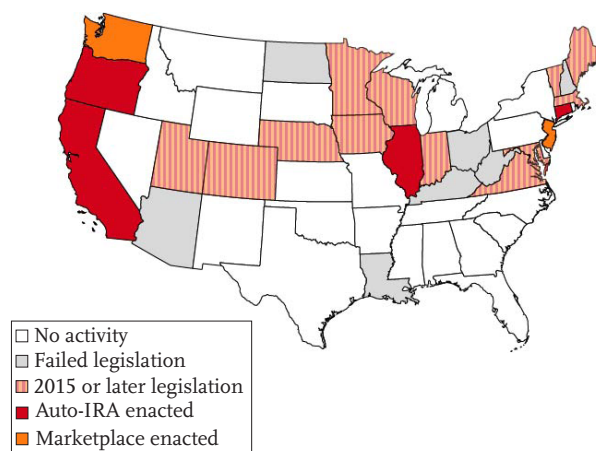 No activity
Failed legislation
2015 or later legislation
Auto-IRA enacted
Marketplace enacted